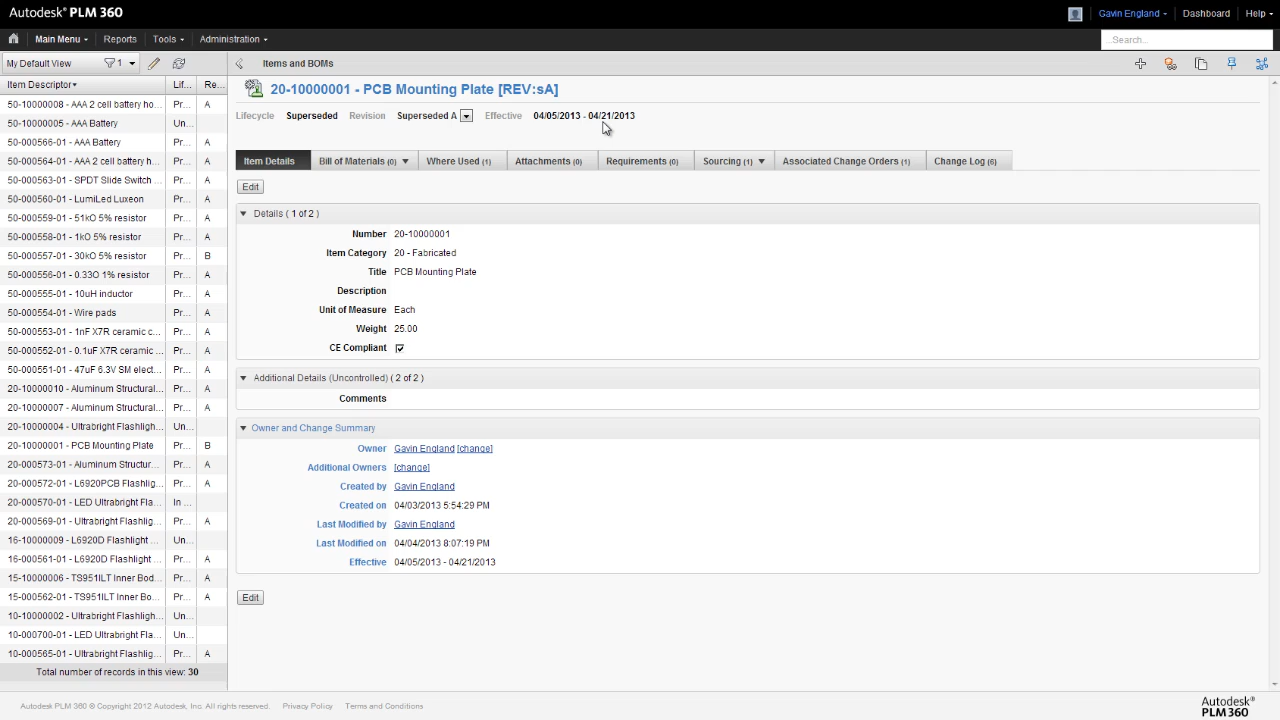 Autodesk® PLM 360
Gavin England
Dashboard
Help
Main Menu
Reports
Tools
Administration
...Search...
My Default View
1
Items and BOMs
Item Descriptor
Lif...
Re...
50-10000008 - AAA 2 cell battery ho... Pr... A
50-10000005 - AAA Battery Un...
50-000566-01 - AAA Battery Pr... A
50-000564-01 - AAA 2 cell battery h... Pr... A
50-000563-01 - SPDT Slide Switch ... Pr... A
50-000560-01 - LumiLed Luxeon Pr... A
50-000559-01 - 51kO 5% resistor Pr... A
50-000558-01 - 1kO 5% resistor Pr... A
50-000557-01 - 30kO 5% resistor Pr... B
50-000556-01 - 0.33O 1% resistor Pr... A
50-000555-01 - 10uH inductor Pr... A
50-000554-01 - Wire pads Pr... A
50-000553-01 - 1nF X7R ceramic c... Pr... A
50-000552-01 - 0.1uF X7R ceramic ... Pr... A
50-000551-01 - 47uF 6.3V SM elect... Pr... A
20-10000010 - Aluminum Structural... Pr... A
20-10000007 - Aluminum Structural... Pr... A
20-10000004 - Ultrabright Flashligh... Un...
20-10000001 - PCB Mounting Plate Pr... B
20-000573-01 - Aluminum Structur... Pr... A
20-000572-01 - L6920PCB Flashlig... Pr... A
20-000570-01 - LED Ultrabright Fla... In ...
20-000569-01 - Ultrabright Flashlig... Pr... A
16-10000009 - L6920D Flashlight ... Un...
16-000561-01 - L6920D Flashlight ... Pr... A
15-10000006 - TS951ILT Inner Bod... Pr... A
15-000562-01 - TS951ILT Inner Bo... Pr... A
10-10000002 - Ultrabright Flashligh... Un...
10-000700-01 - LED Ultrabright Fla... Un...
10-000565-01 - Ultrabright Flashlig... Pr... A
Total number of records in this view: 30
20-10000001 - PCB Mounting Plate [REV:sA]
Lifecycle Superseded Revision Superseded A Effective 04/05/2013 - 04/21/2013
Item Details
Bill of Materials (0)
Where Used (1)
Attachments (0)
Requirements (0)
Sourcing (1)
Associated Change Orders (1)
Change Log (6)
Edit
Details ( 1 of 2 )
Number 20-10000001
Item Category 20 - Fabricated
Title PCB Mounting Plate
Description
Unit of Measure Each
Weight 25.00
CE Compliant
Additional Details (Uncontrolled) ( 2 of 2 )
Comments
Owner and Change Summary
Owner Gavin England [change]
Additional Owners [change]
Created by Gavin England
Created on 04/03/2013 5:54:29 PM
Last Modified by Gavin England
Last Modified on 04/04/2013 8:07:19 PM
Effective 04/05/2013 - 04/21/2013
Edit
Autodesk PLM 360 © Copyright 2012 Autodesk, Inc. All rights reserved. Privacy Policy Terms and Conditions
Autodesk®
PLM 360